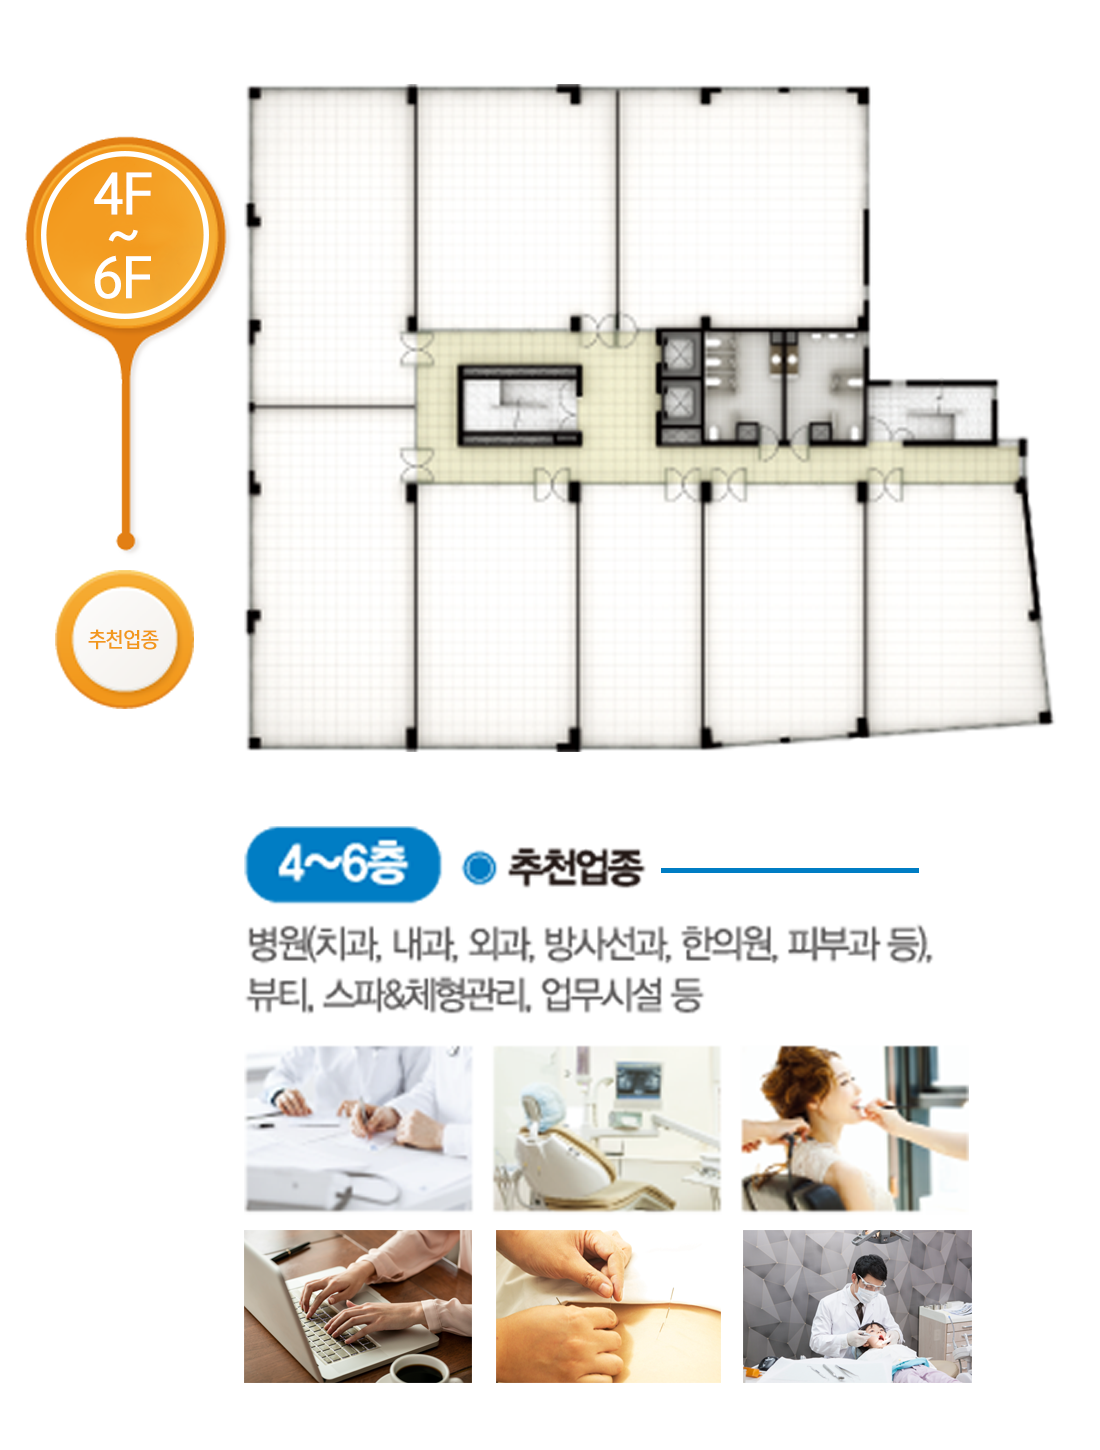 4F
~
6F
추천업종
4~6층
추천업종
병원(치과, 내과, 외과, 방사선과, 한의원, 피부과 등),
뷰티, 스파&체형관리, 업무시설 등